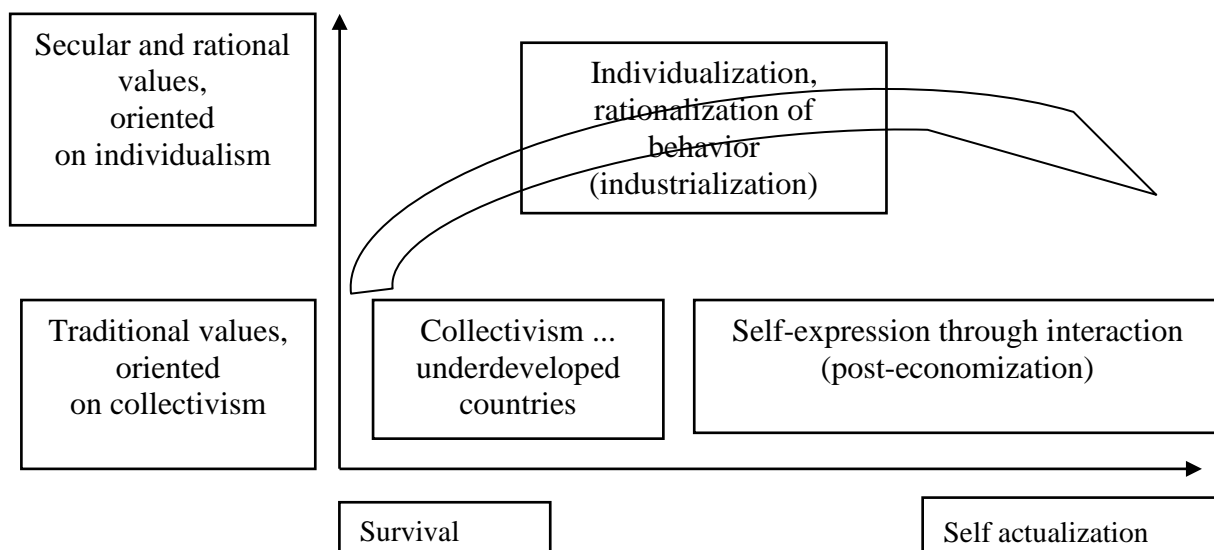 Secular and rational
values,
oriented
on individualism
Individualization,
rationalization of
behavior
(industrialization)
Traditional values,
oriented
on collectivism
Collectivism ...
underdeveloped
countries
Self-expression through interaction
(post-economization)
Survival
Self actualization